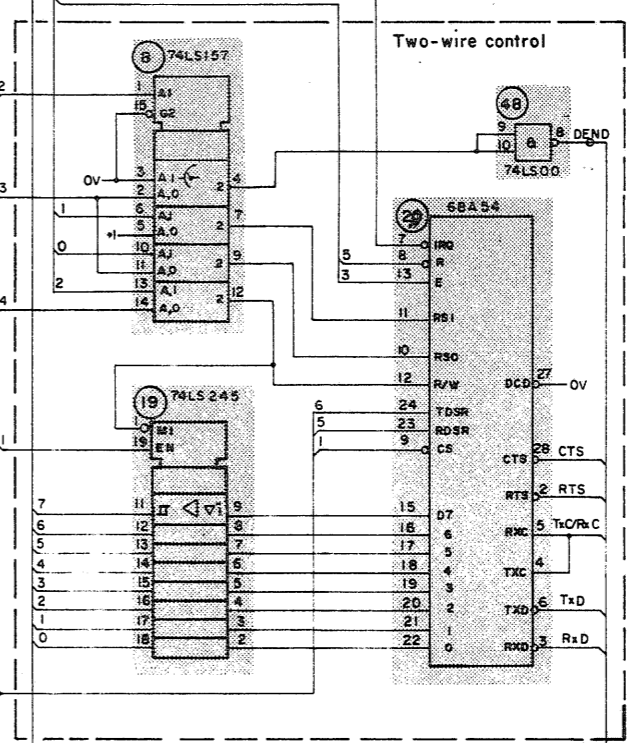 Two-wire control
8 74LS157
2 1 A1
15 G2
3 A1
0V
3 2 A,0
4
2
1 6 A,1
7
2
+1 5 A,0
0 10 A,1
9
2
11 A,0
2 13 A,1
12
2
4 14 A,0
48
9
10
&
8 DEND
74LS00
68A54
7 IRQ
5 8 R
3 13 E
11 RS1
10 RS0
12 R/W
6 24 TDSR
5 23 RDSR
1 9 CS
DCD 27 0V
CTS 28 CTS
RTS 2 RTS
RXC 5 TxC/RxC
TXC 4
TXD 6 TxD
RXD 3 RxD
19 74LS245
1 M1
1 19 EN
7 11 9 15 D7
6 12 8 16 6
5 13 7 17 5
4 14 6 18 4
3 15 5 19 3
2 16 4 20 2
1 17 3 21 1
0 18 2 22 0